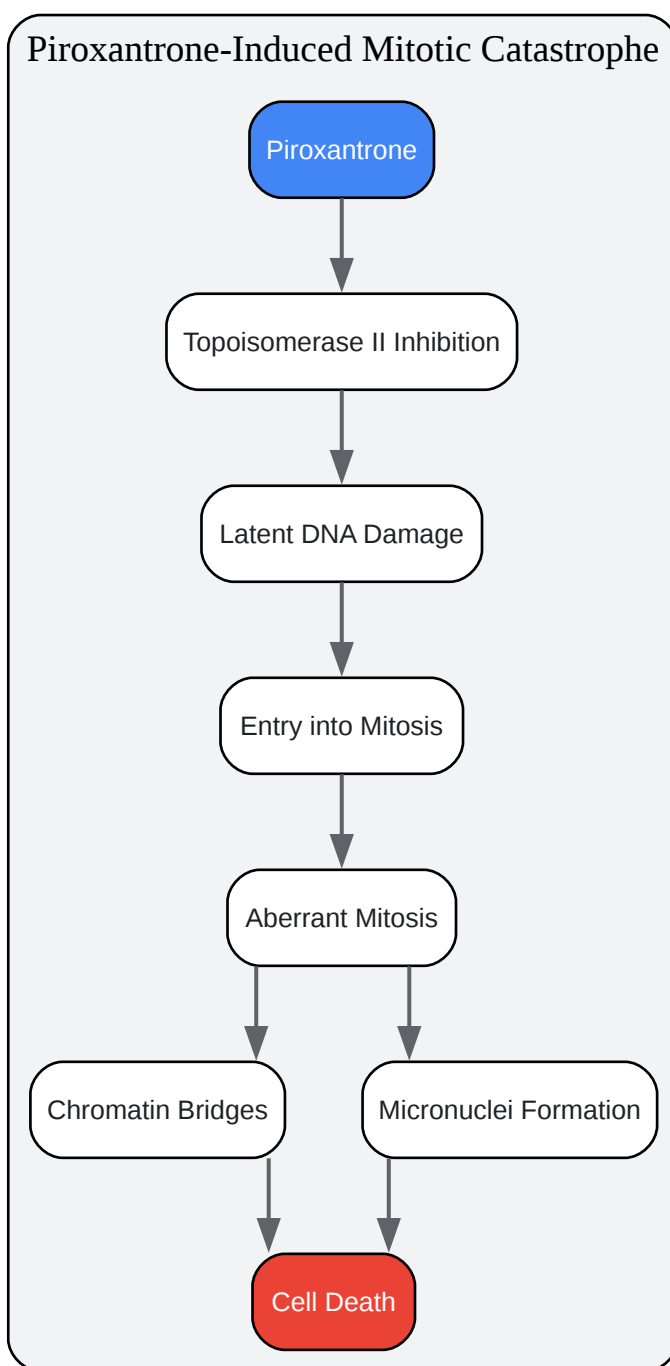 Piroxantrone-Induced Mitotic Catastrophe
Piroxantrone
Topoisomerase II Inhibition
Latent DNA Damage
Entry into Mitosis
Aberrant Mitosis
Chromatin Bridges
Micronuclei Formation
Cell Death